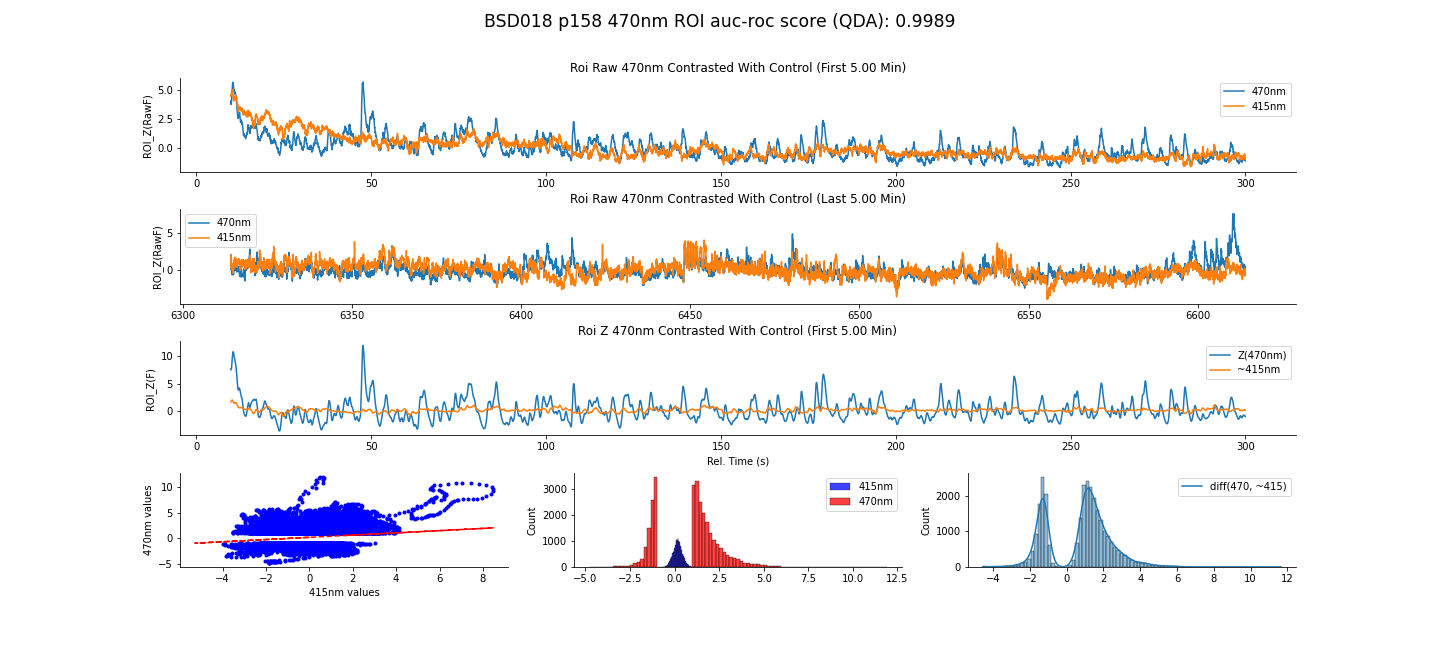 BSD018 p158 470nm ROI auc-roc score (QDA): 0.9989
Roi Raw 470nm Contrasted With Control (First 5.00 Min)
ROI_Z(RawF)
5.0
2.5
0.0
470nm
415nm
0 50 100 150 200 250 300
Roi Raw 470nm Contrasted With Control (Last 5.00 Min)
ROI_Z(RawF)
5
0
470nm
415nm
6300 6350 6400 6450 6500 6550 6600
Roi Z 470nm Contrasted With Control (First 5.00 Min)
ROI_Z(F)
10
5
0
Z(470nm)
~415nm
0 50 100 150 200 250 300
Rel. Time (s)
470nm values
10
5
0
−5
−4 −2 0 2 4 6 8
415nm values
Count
3000
2000
1000
0
415nm
470nm
−5.0 −2.5 0.0 2.5 5.0 7.5 10.0 12.5
Count
2000
1000
0
diff(470, ~415)
−4 −2 0 2 4 6 8 10 12